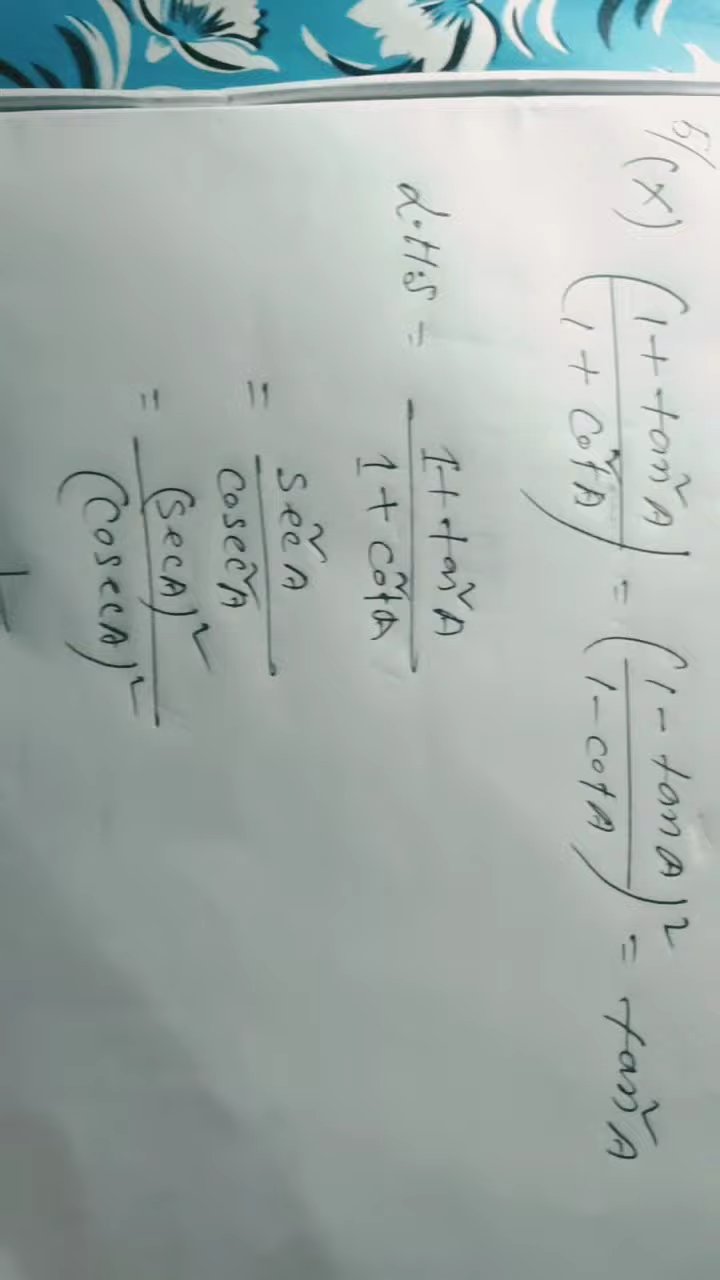 5/(x) (1 + tan²A / 1 + cot²A) = (1 - tanA / 1 - cotA)² = tan²A
L.H.S = 1 + tan²A / 1 + cot²A
= sec²A / cosec²A
= (secA)² / (cosecA)²